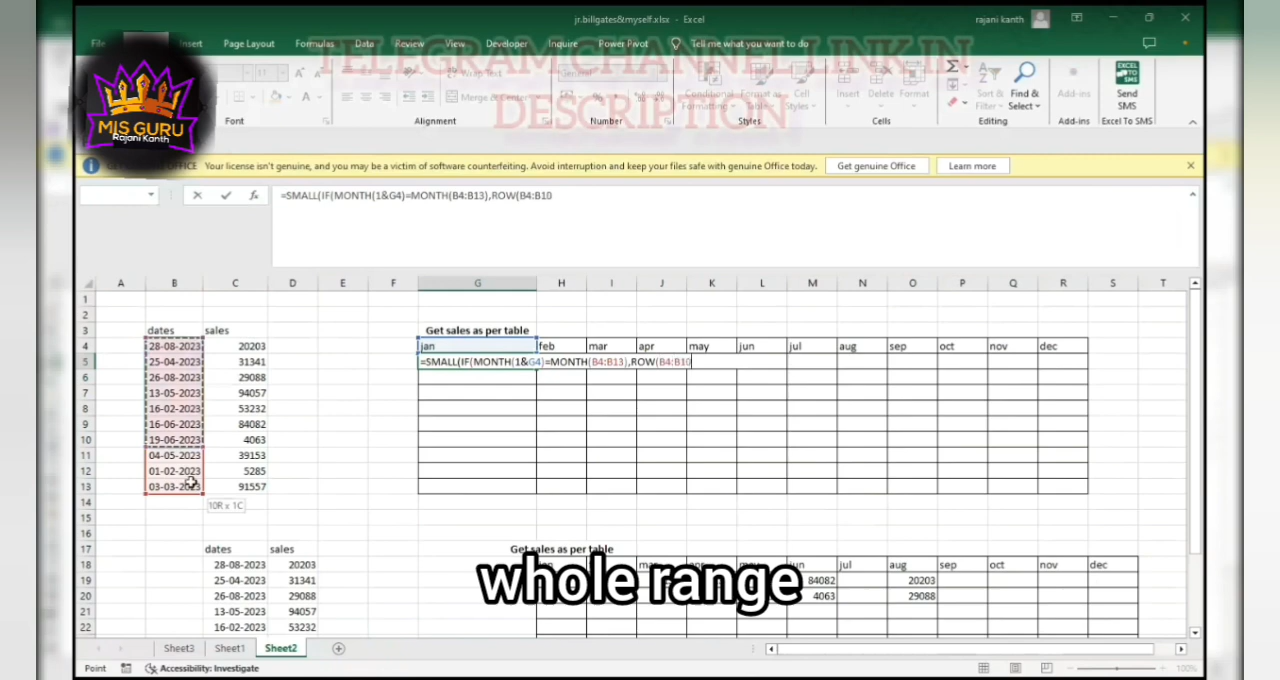 jr.billgates&myself.xlsx - Excel
rajani kanth
File Insert Page Layout Formulas Data Review View Developer Inquire Power Pivot Tell me what you want to do
TELEGRAM CHANNEL LINK IN
DESCRIPTION
11 Wrap Text General
Merge & Center Conditional Formatting Format as Table Cell Styles Insert Delete Format Sort & Filter Find & Select Add-ins Send SMS
Font Alignment Number Styles Cells Editing Add-ins Excel To SMS
MIS GURU
Rajani Kanth
OFFICE Your license isn't genuine, and you may be a victim of software counterfeiting. Avoid interruption and keep your files safe with genuine Office today. Get genuine Office Learn more
fx =SMALL(IF(MONTH(1&G4)=MONTH(B4:B13),ROW(B4:B10
A B C D E F G H I J K L M N O P Q R S T
1
2
3 dates sales Get sales as per table
4 28-08-2023 20203 jan feb mar apr may jun jul aug sep oct nov dec
5 25-04-2023 31341 =SMALL(IF(MONTH(1&G4)=MONTH(B4:B13),ROW(B4:B10
6 26-08-2023 29088
7 13-05-2023 94057
8 16-02-2023 53232
9 16-06-2023 84082
10 19-06-2023 4063
11 04-05-2023 39153
12 01-02-2023 5285
13 03-03-2023 91557
14 10R x 1C
15
16
17 dates sales Get sales as per table
18 28-08-2023 20203 jun jul aug sep oct nov dec
19 25-04-2023 31341 84082 20203
20 26-08-2023 29088 4063 29088
21 13-05-2023 94057
22 16-02-2023 53232
whole range
Sheet3 Sheet1 Sheet2
Point Accessibility: Investigate 100%